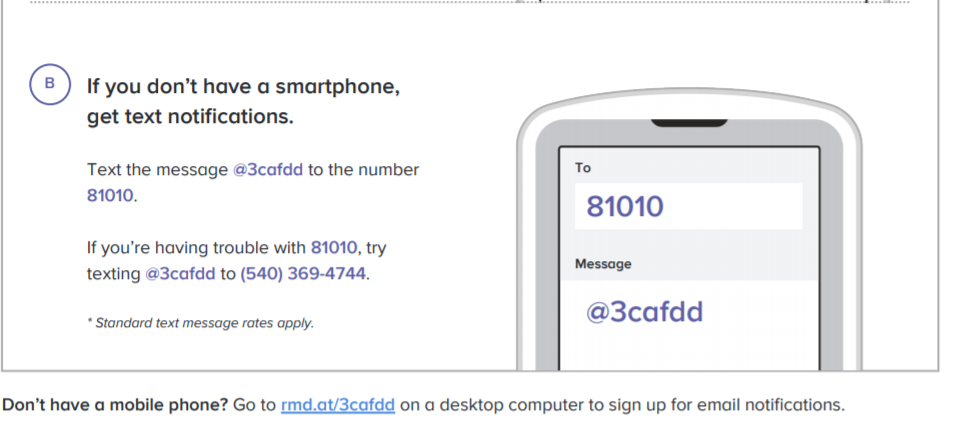 B
If you don't have a smartphone,
get text notifications.
Text the message @3cafdd to the number
81010.
If you're having trouble with 81010, try
texting @3cafdd to (540) 369-4744.
* Standard text message rates apply.
To
81010
Message
@3cafdd
Don't have a mobile phone? Go to rmd.at/3cafdd on a desktop computer to sign up for email notifications.